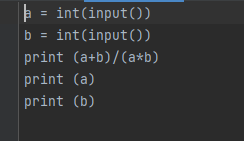 a = int(input())
b = int(input())
print (a+b)/(a*b)
print (a)
print (b)